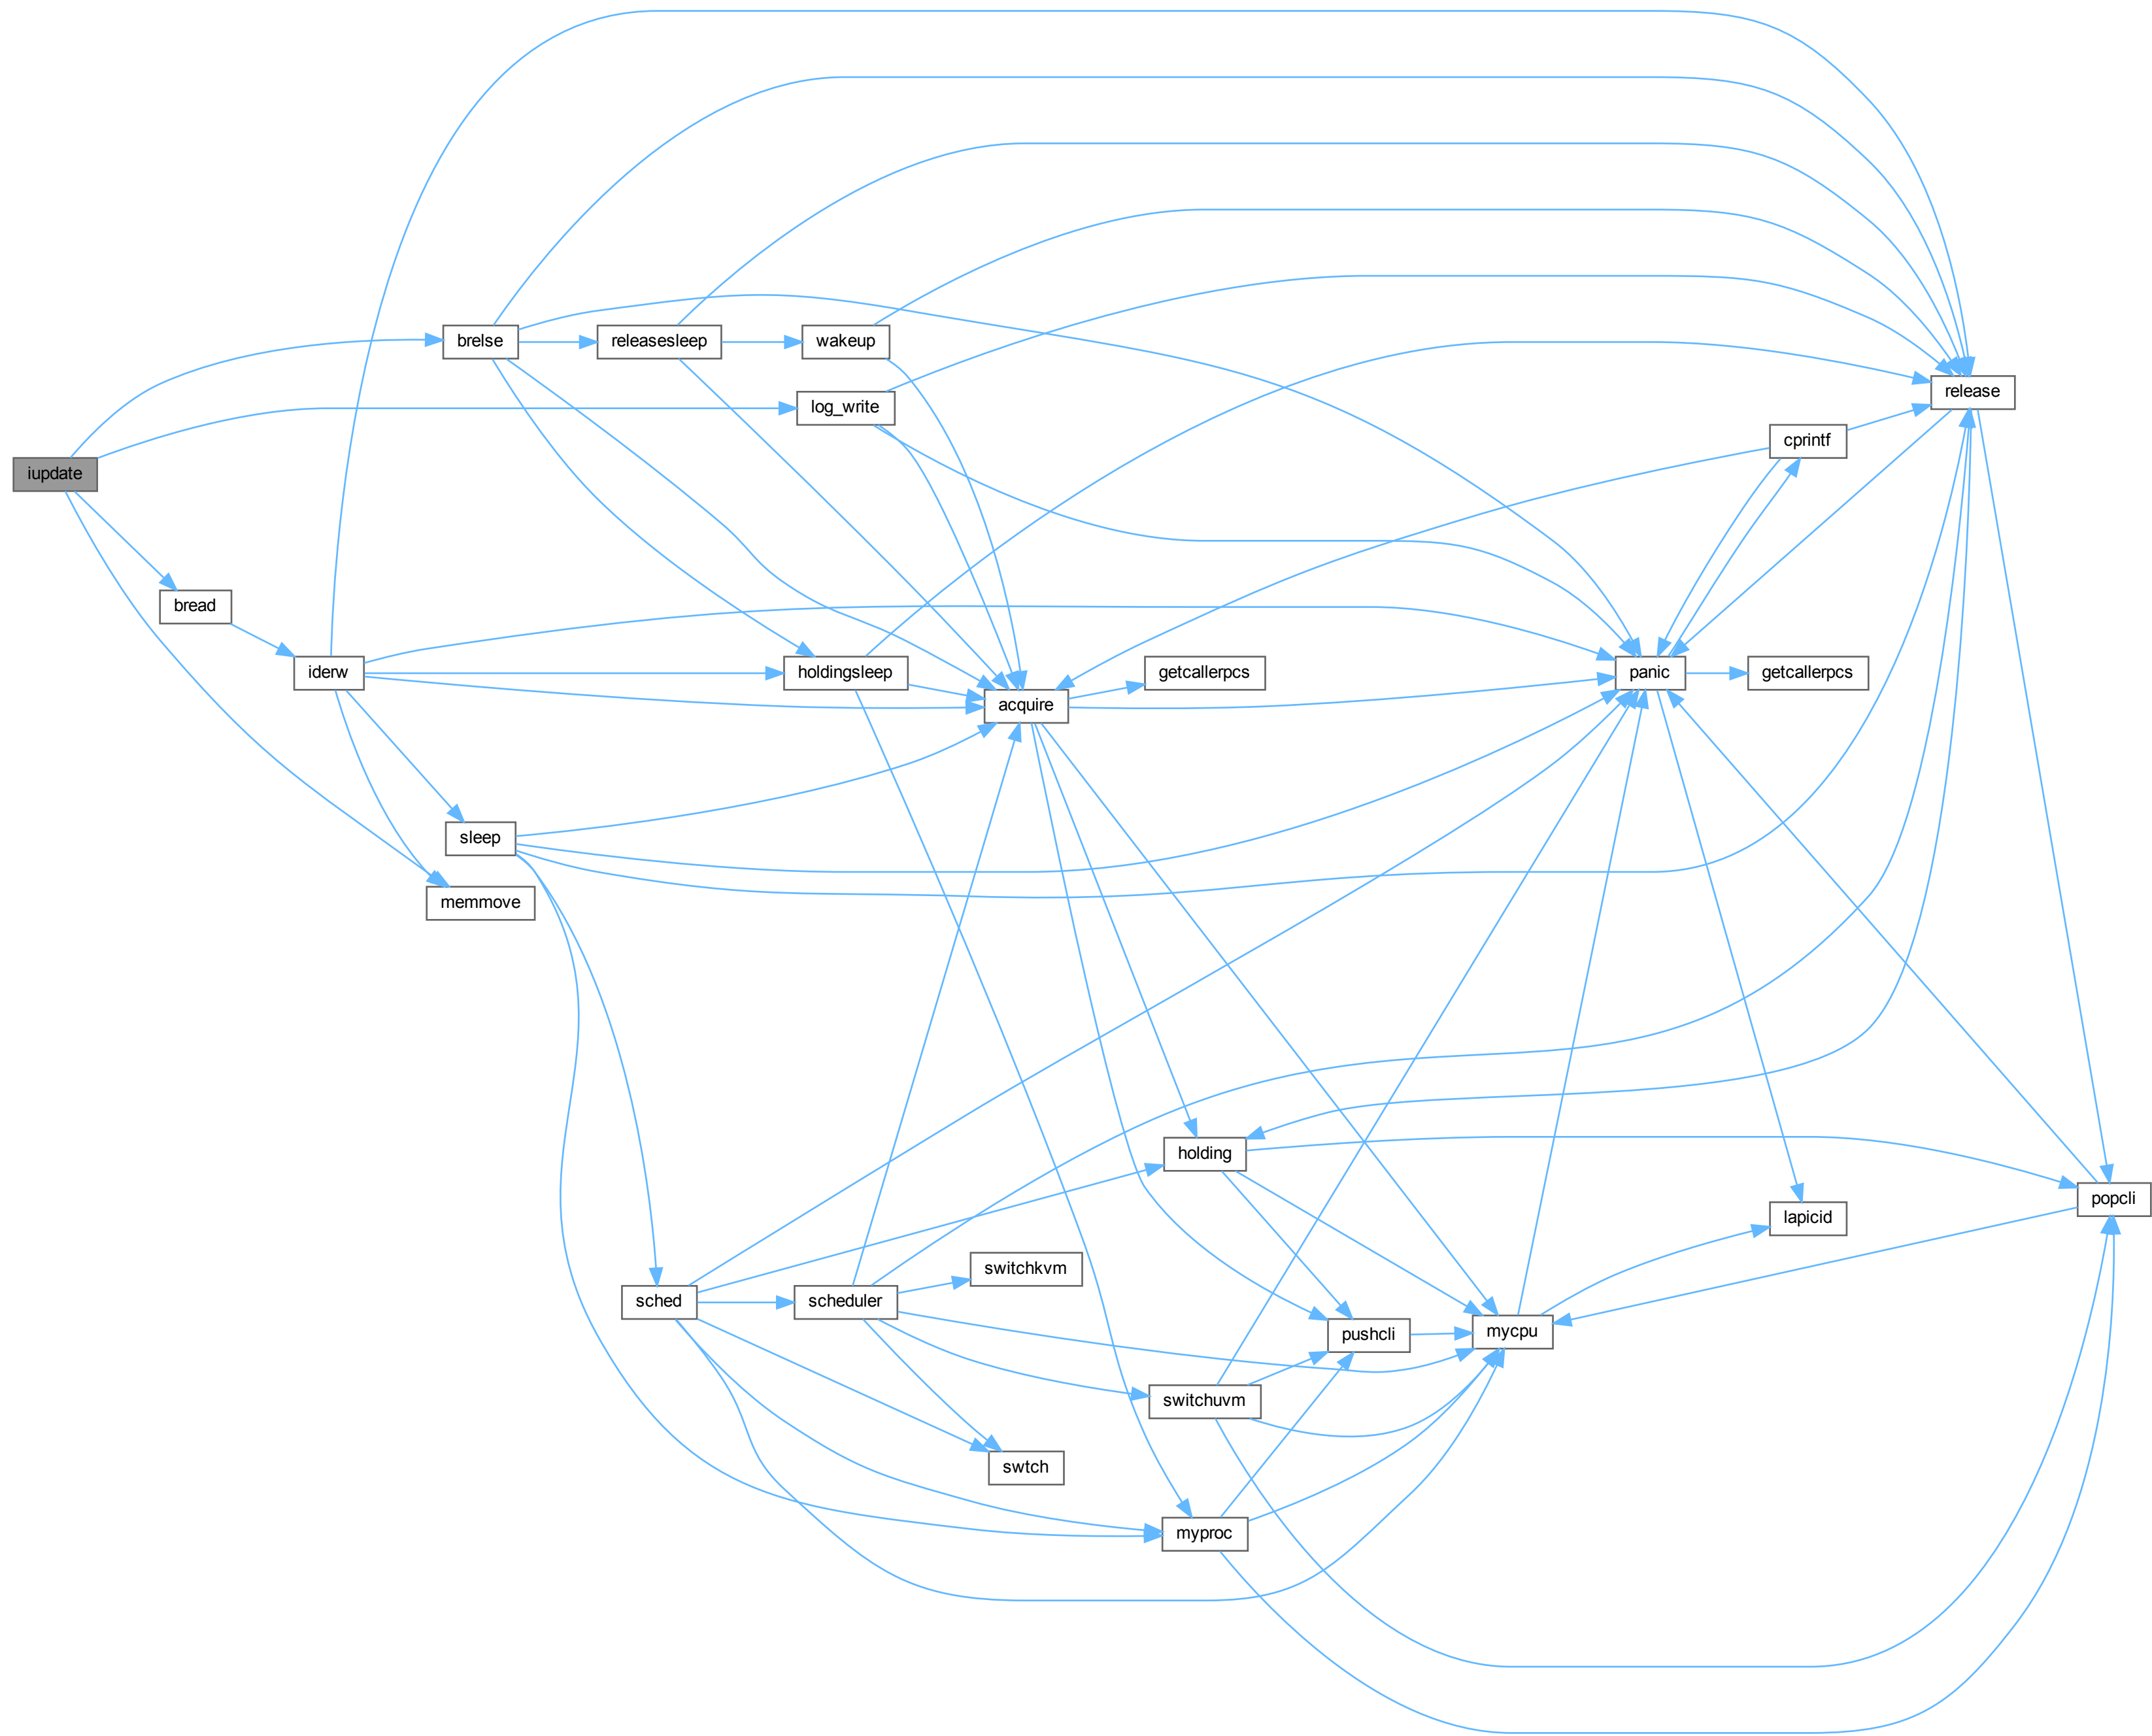 brelse
releasesleep
wakeup
release
log_write
cprintf
iupdate
bread
iderw
holdingsleep
getcallerpcs
panic
getcallerpcs
acquire
sleep
memmove
holding
popcli
lapicid
switchkvm
sched
scheduler
pushcli
mycpu
switchuvm
swtch
myproc